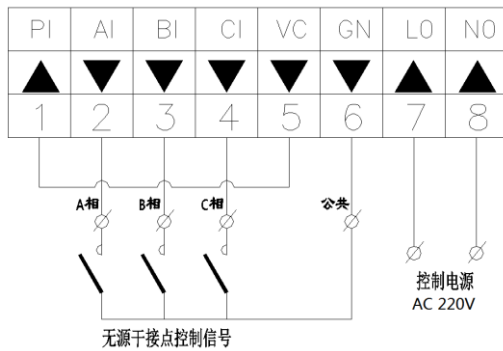 PI AI BI CI VC GN LO NO
1 2 3 4 5 6 7 8
A相 B相 C相 公共
控制电源
AC 220V
无源干接点控制信号